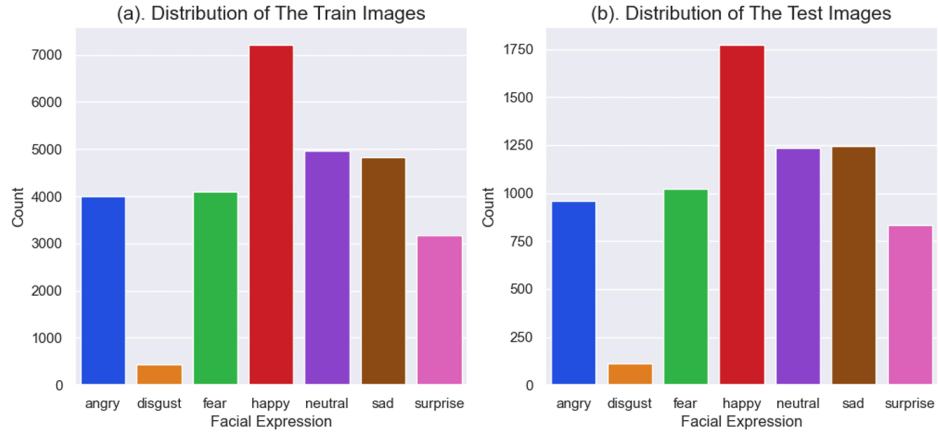 (a). Distribution of The Train Images
7000
6000
5000
4000
3000
2000
1000
0
Count
angry disgust fear happy neutral sad surprise
Facial Expression
(b). Distribution of The Test Images
1750
1500
1250
1000
750
500
250
0
Count
angry disgust fear happy neutral sad surprise
Facial Expression